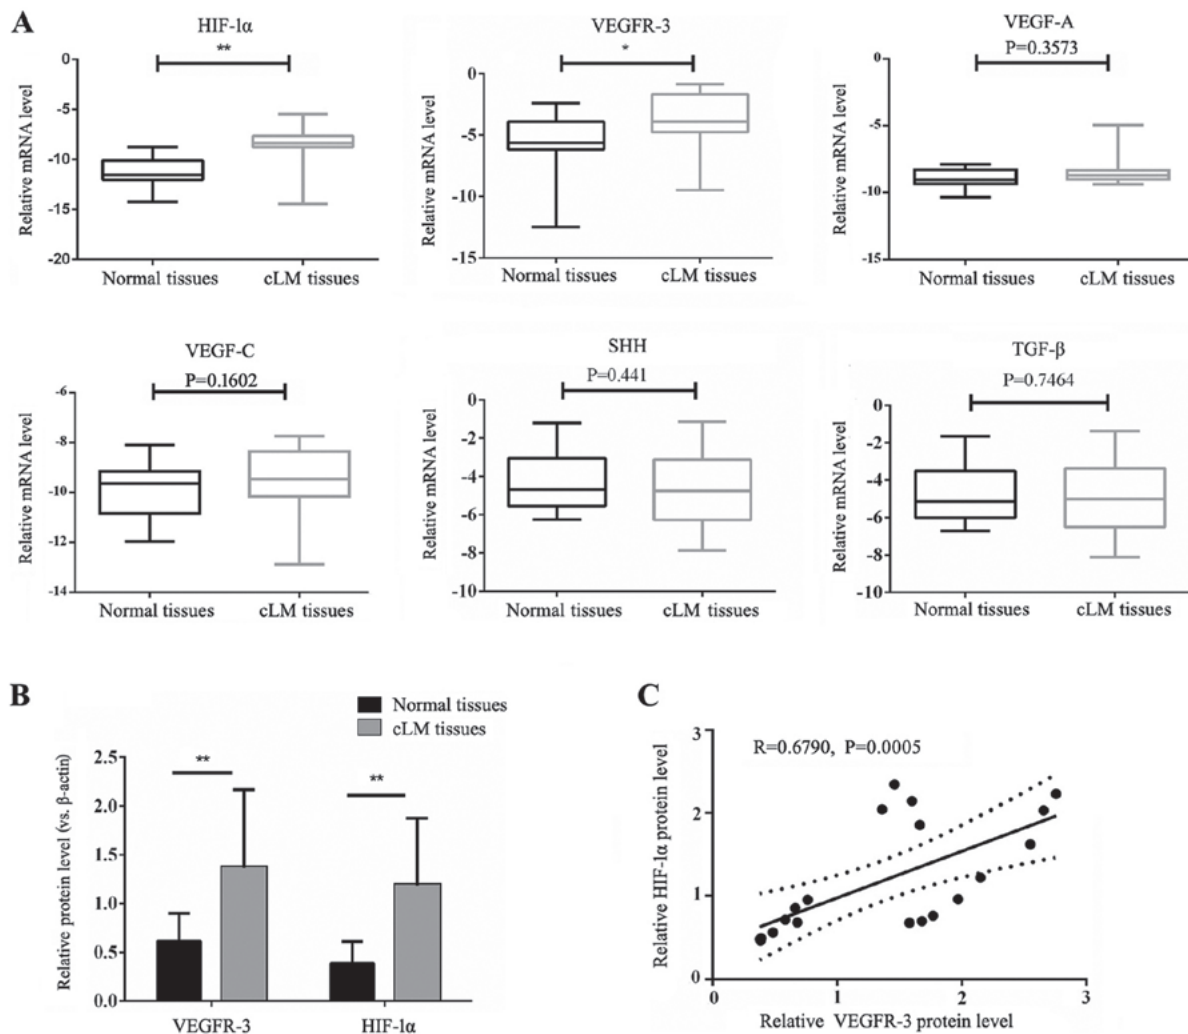 A
HIF-1α
**
Relative mRNA level
0
-5
-10
-15
-20
Normal tissues
cLM tissues
VEGFR-3
*
Relative mRNA level
0
-5
-10
-15
Normal tissues
cLM tissues
VEGF-A
P=0.3573
Relative mRNA level
0
-5
-10
-15
Normal tissues
cLM tissues
VEGF-C
P=0.1602
Relative mRNA level
-6
-8
-10
-12
-14
Normal tissues
cLM tissues
SHH
P=0.441
Relative mRNA level
0
-2
-4
-6
-8
-10
Normal tissues
cLM tissues
TGF-β
P=0.7464
Relative mRNA level
0
-2
-4
-6
-8
-10
Normal tissues
cLM tissues
B
Normal tissues
cLM tissues
Relative protein level (vs. β-actin)
2.5
2.0
1.5
1.0
0.5
0.0
**
**
VEGFR-3
HIF-1α
C
R=0.6790, P=0.0005
Relative HIF-1α protein level
3
2
1
0
0
1
2
3
Relative VEGFR-3 protein level